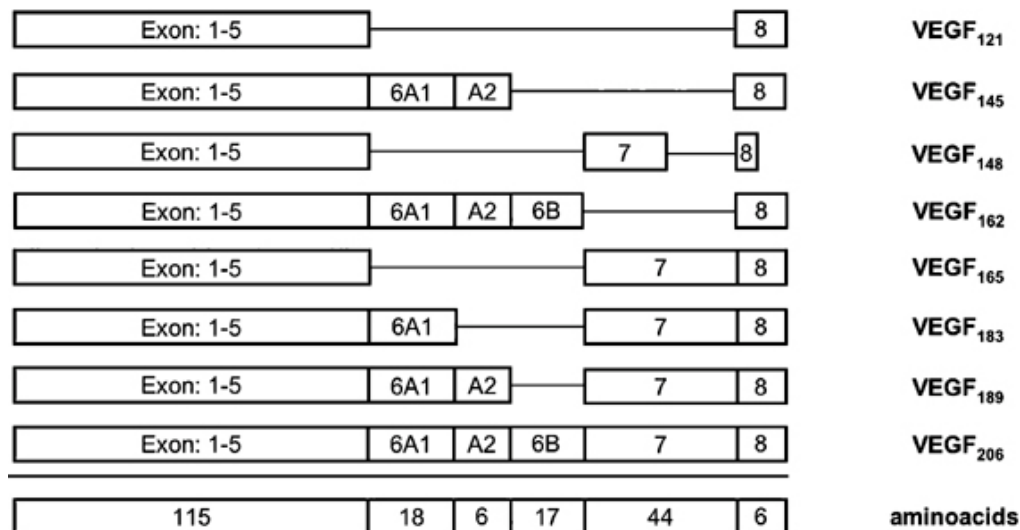 Exon: 1-5 8 VEGF121
Exon: 1-5 6A1 A2 8 VEGF145
Exon: 1-5 7 8 VEGF148
Exon: 1-5 6A1 A2 6B 8 VEGF162
Exon: 1-5 7 8 VEGF165
Exon: 1-5 6A1 7 8 VEGF183
Exon: 1-5 6A1 A2 7 8 VEGF189
Exon: 1-5 6A1 A2 6B 7 8 VEGF206
115 18 6 17 44 6 aminoacids